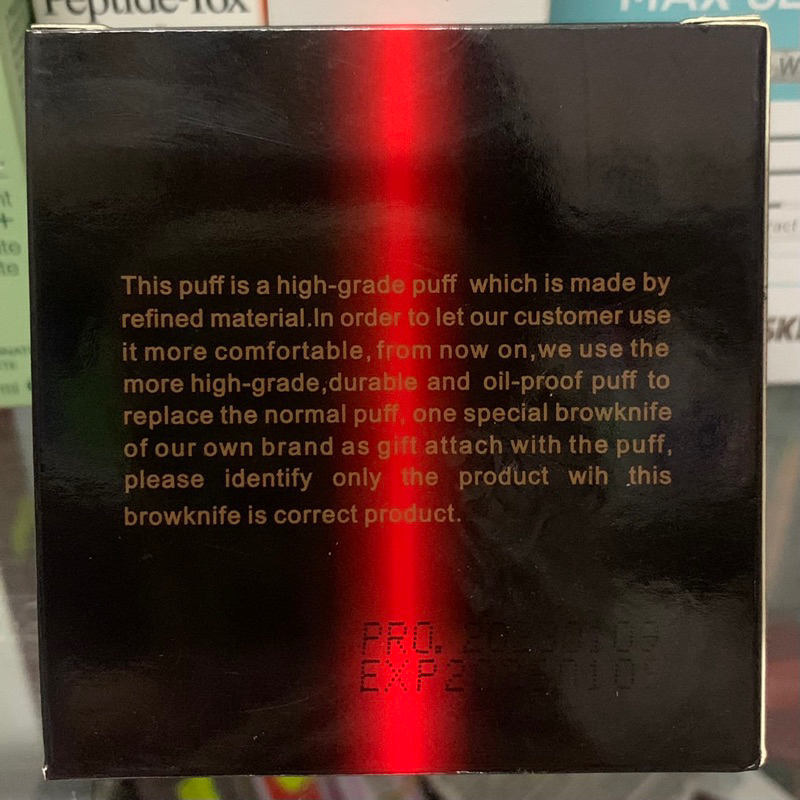 Peptide-Tox
This puff is a high-grade puff which is made by
refined material.In order to let our customer use
it more comfortable,from now on,we use the
more high-grade,durable and oil-proof puff to
replace the normal puff, one special browknife
of our own brand as gift attach with the puff,
please identify only the product wih this
browknife is correct product.
PRO.
EXP